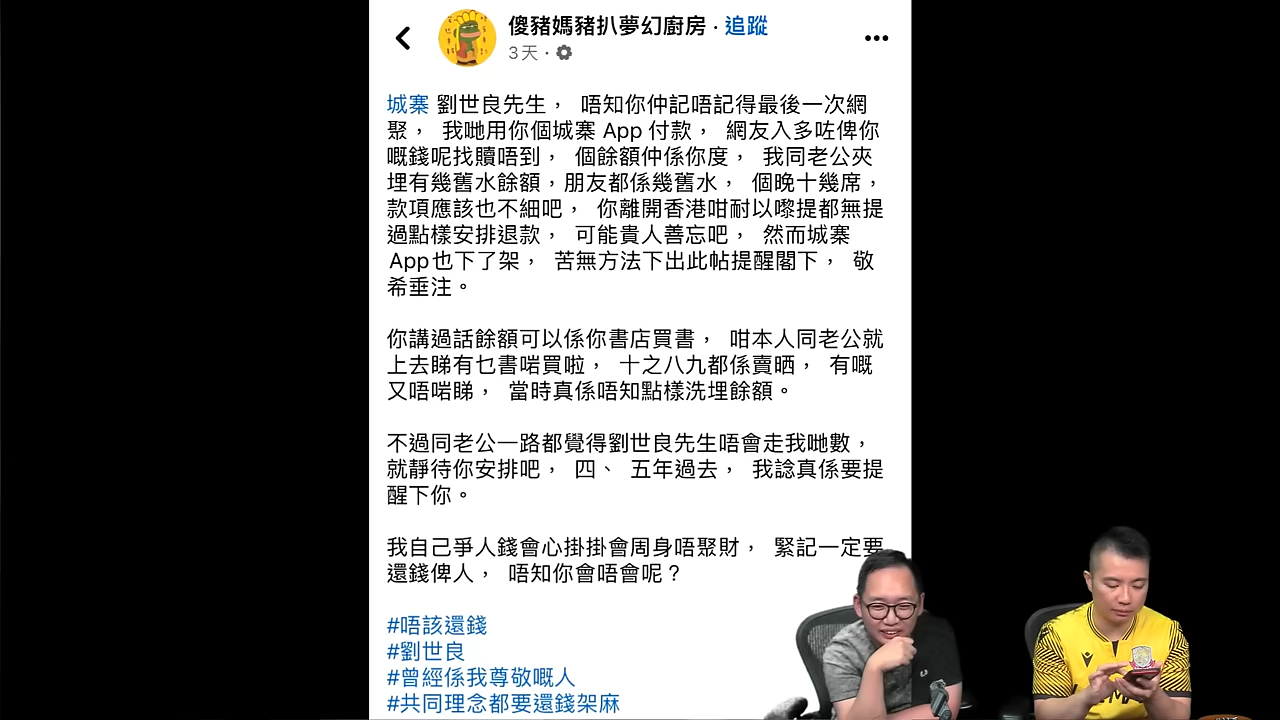 傻豬媽豬扒夢幻廚房 · 追蹤
3天 ·
城寨 劉世良先生， 唔知你仲記唔記得最後一次網
聚， 我哋用你個城寨 App 付款， 網友入多咗俾你
嘅錢呢找贖唔到， 個餘額仲係你度， 我同老公夾
埋有幾舊水餘額，朋友都係幾舊水， 個晚十幾席，
款項應該也不細吧， 你離開香港咁耐以嚟提都無提
過點樣安排退款， 可能貴人善忘吧， 然而城寨
App也下了架， 苦無方法下出此帖提醒閣下， 敬
希垂注。
你講過話餘額可以係你書店買書， 咁本人同老公就
上去睇有乜書啱買啦， 十之八九都係賣晒， 有嘅
又唔啱睇， 當時真係唔知點樣洗埋餘額。
不過同老公一路都覺得劉世良先生唔會走我哋數，
就靜待你安排吧， 四、 五年過去， 我諗真係要提
醒下你。
我自己爭人錢會心掛掛會周身唔聚財， 緊記一定要
還錢俾人， 唔知你會唔會呢？
#唔該還錢
#劉世良
#曾經係我尊敬嘅人
#共同理念都要還錢架麻